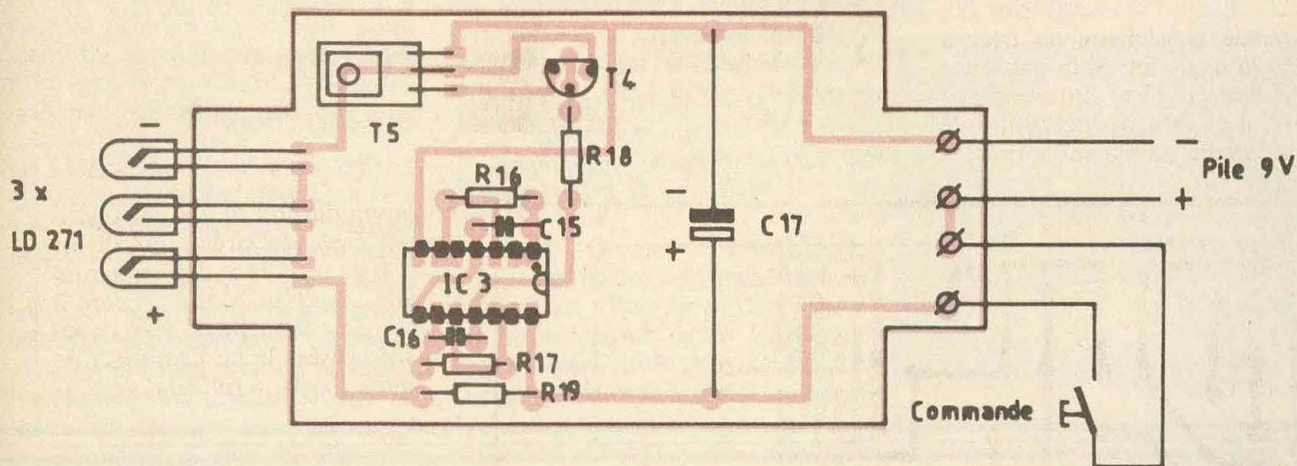 T4
T5
R18
-
R16
-
3 x
Pile 9V
+
C15
-
LD 271
C17
+
IC 3
+
C16
R17
R19
Commande